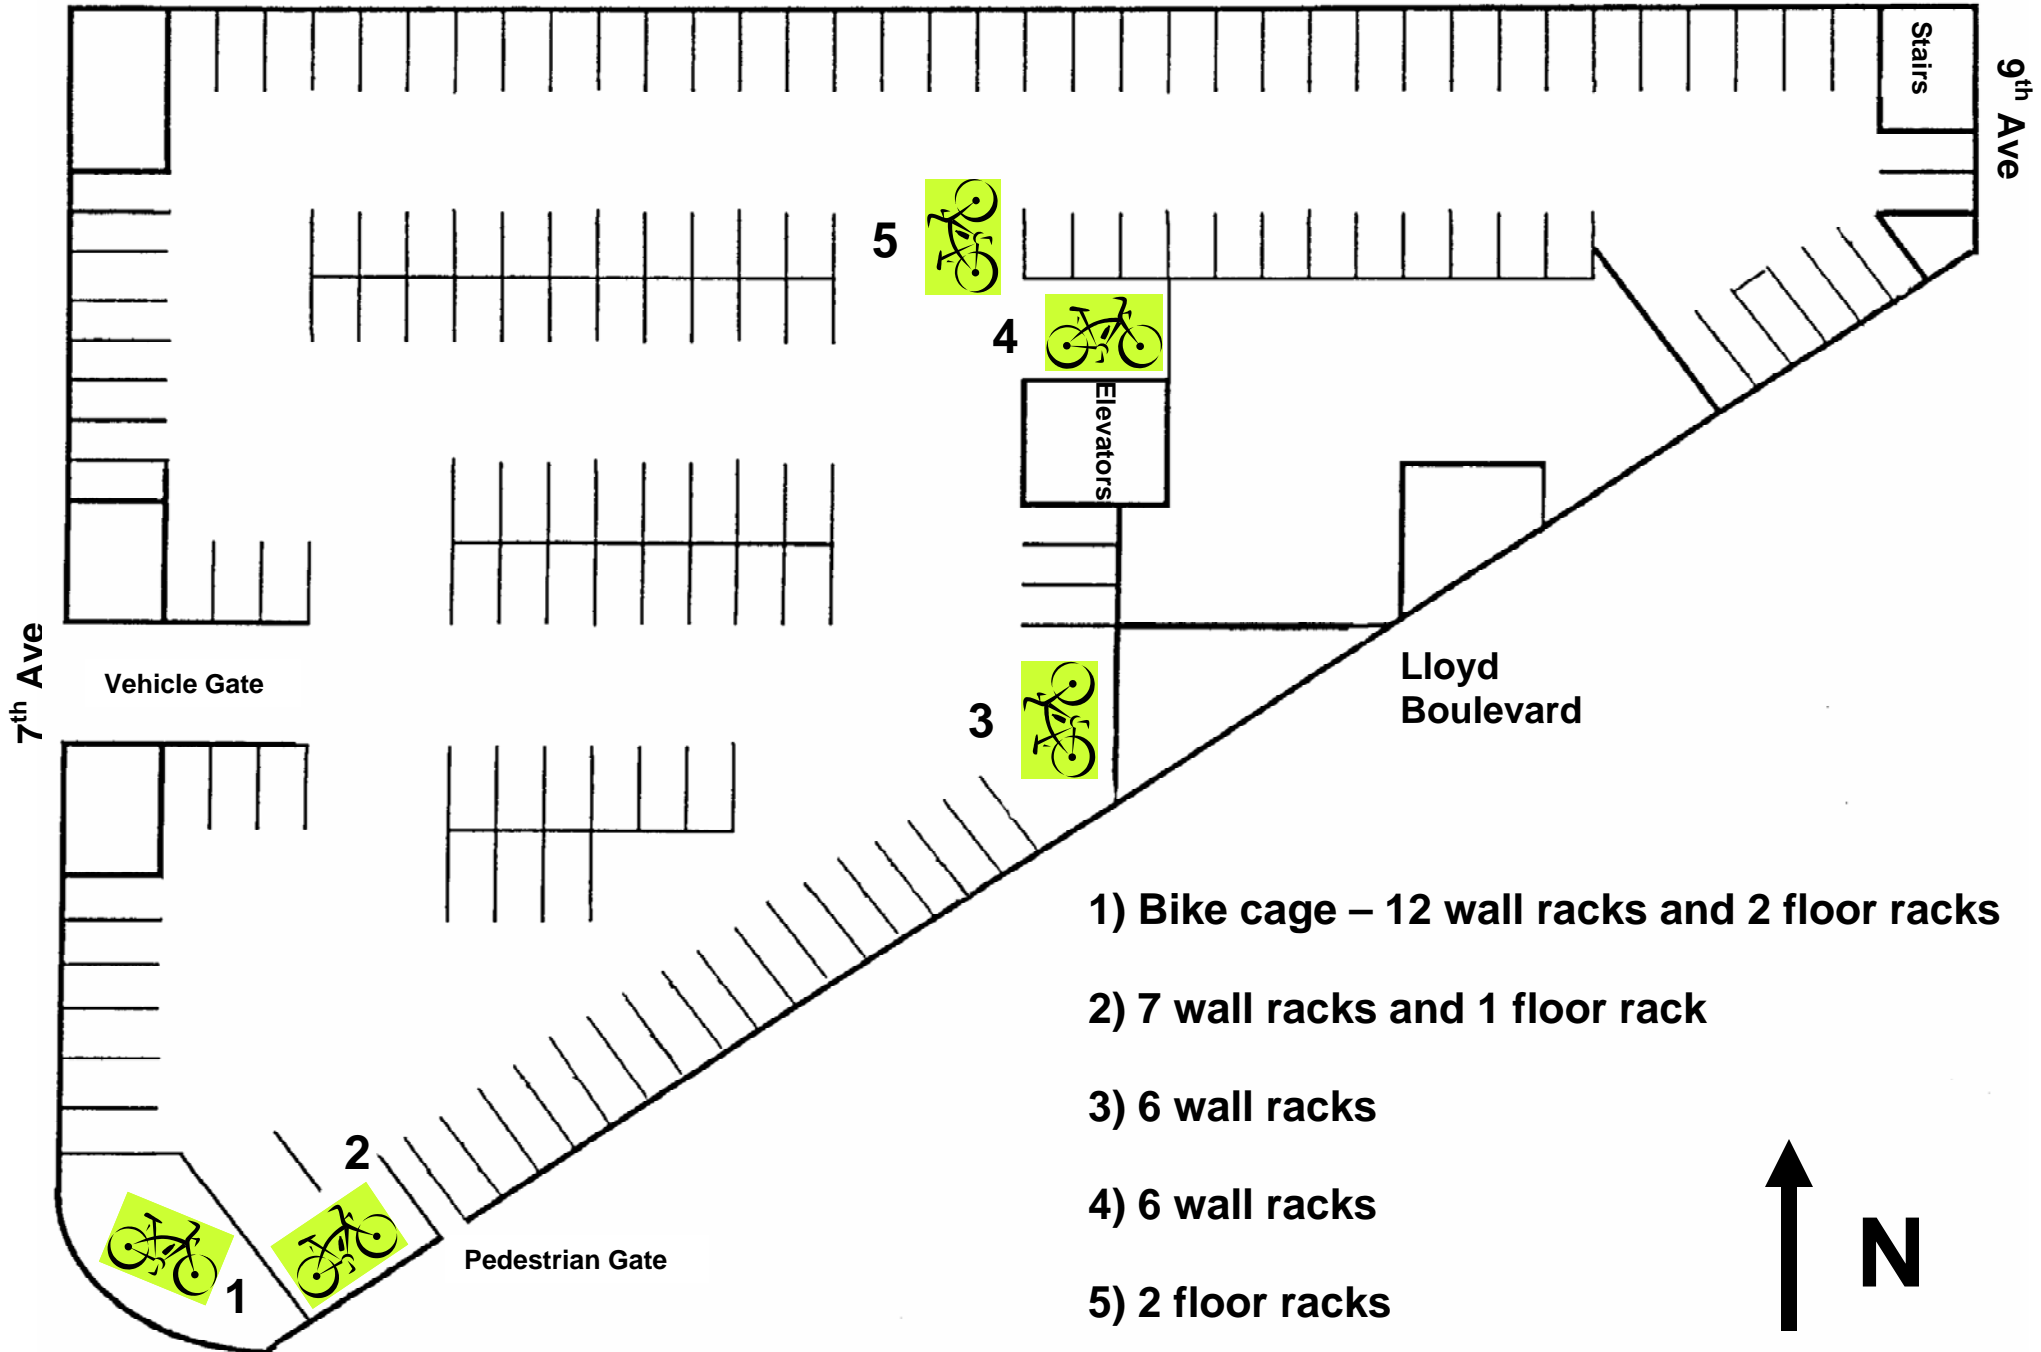 Stairs
9th Ave
5
4
Elevators
7th Ave
Vehicle Gate
Lloyd
Boulevard
3
1) Bike cage – 12 wall racks and 2 floor racks
2) 7 wall racks and 1 floor rack
3) 6 wall racks
2
4) 6 wall racks
N
Pedestrian Gate
1
5) 2 floor racks